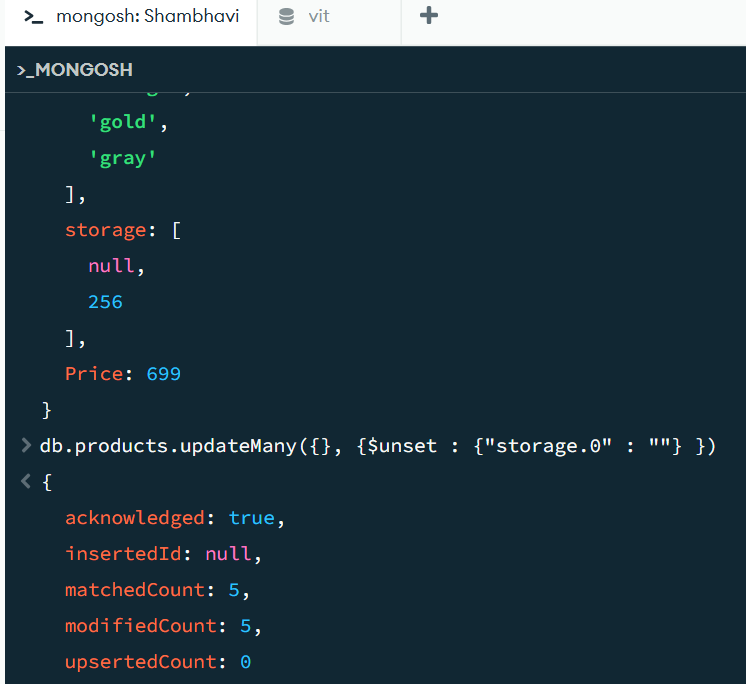 >_ mongosh: Shambhavi vit +
>_MONGOSH
'gold',
'gray'
],
storage: [
null,
256
],
Price: 699
}
> db.products.updateMany({}, {$unset : {"storage.0" : ""} })
< {
acknowledged: true,
insertedId: null,
matchedCount: 5,
modifiedCount: 5,
upsertedCount: 0